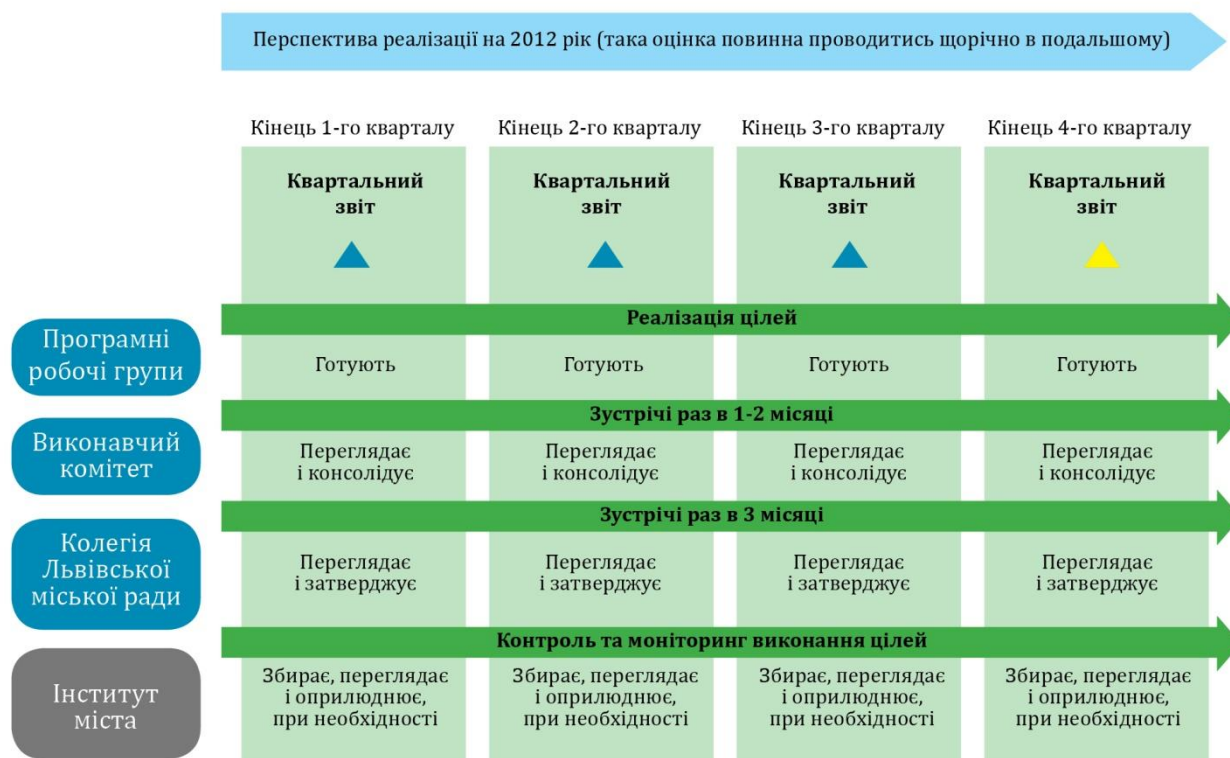 Перспектива реалізації на 2012 рік (така оцінка повинна проводитись щорічно в подальшому)
Кінець 1-го кварталу
Кінець 2-го кварталу
Кінець 3-го кварталу
Кінець 4-го кварталу
Квартальний
звіт
Квартальний
звіт
Квартальний
звіт
Квартальний
звіт
Реалізація цілей
Програмні
робочі групи
Готують
Готують
Готують
Готують
Зустрічі раз в 1-2 місяці
Виконавчий
комітет
Переглядає
і консолідує
Переглядає
і консолідує
Переглядає
і консолідує
Переглядає
і консолідує
Зустрічі раз в 3 місяці
Колегія
Львівської
міської ради
Переглядає
і затверджує
Переглядає
і затверджує
Переглядає
і затверджує
Переглядає
і затверджує
Контроль та моніторинг виконання цілей
Інститут
міста
Збирає, переглядає
і оприлюднює,
при необхідності
Збирає, переглядає
і оприлюднює,
при необхідності
Збирає, переглядає
і оприлюднює,
при необхідності
Збирає, переглядає
і оприлюднює,
при необхідності